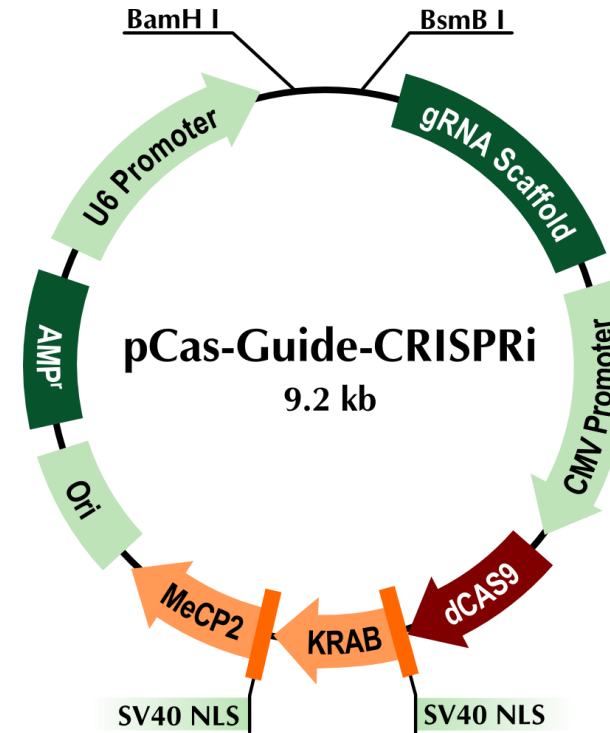 BamH I
BsmB I
U6 Promoter
gRNA Scaffold
AMPr
pCas-Guide-CRISPRi
9.2 kb
CMV Promoter
Ori
MeCP2
KRAB
dCAS9
SV40 NLS
SV40 NLS